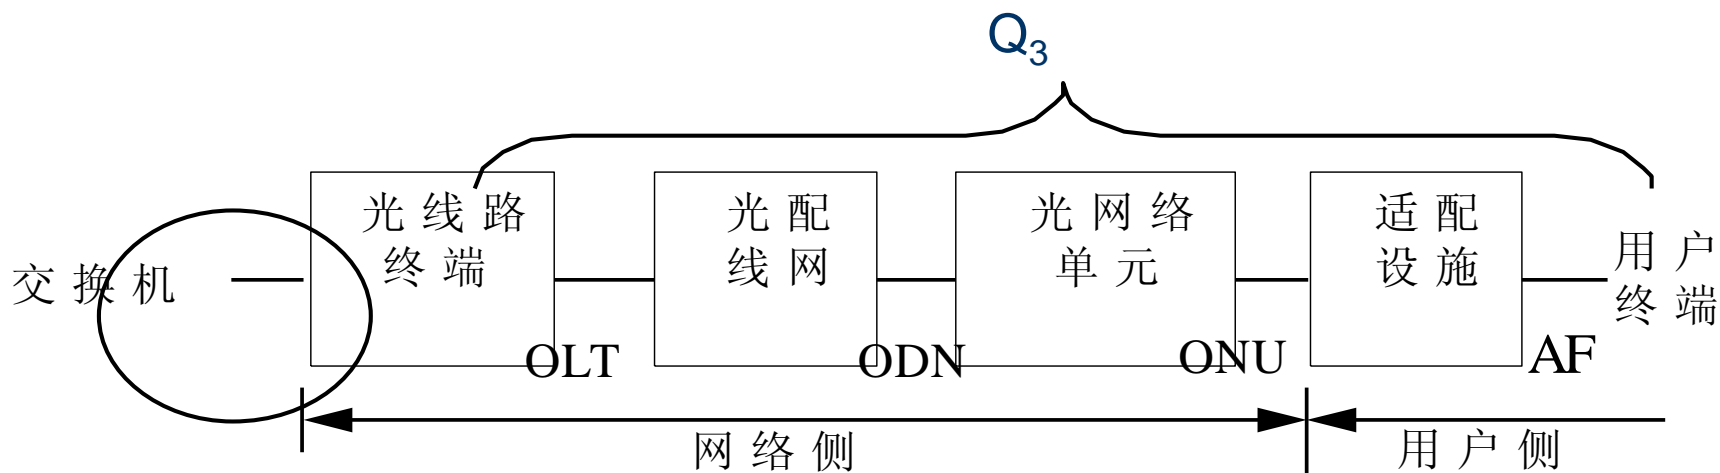 Q3
光线路
终端
光配
线网
光网络
单元
适配
设施
交换机
用户
终端
OLT
ODN
ONU
AF
网络侧
用户侧